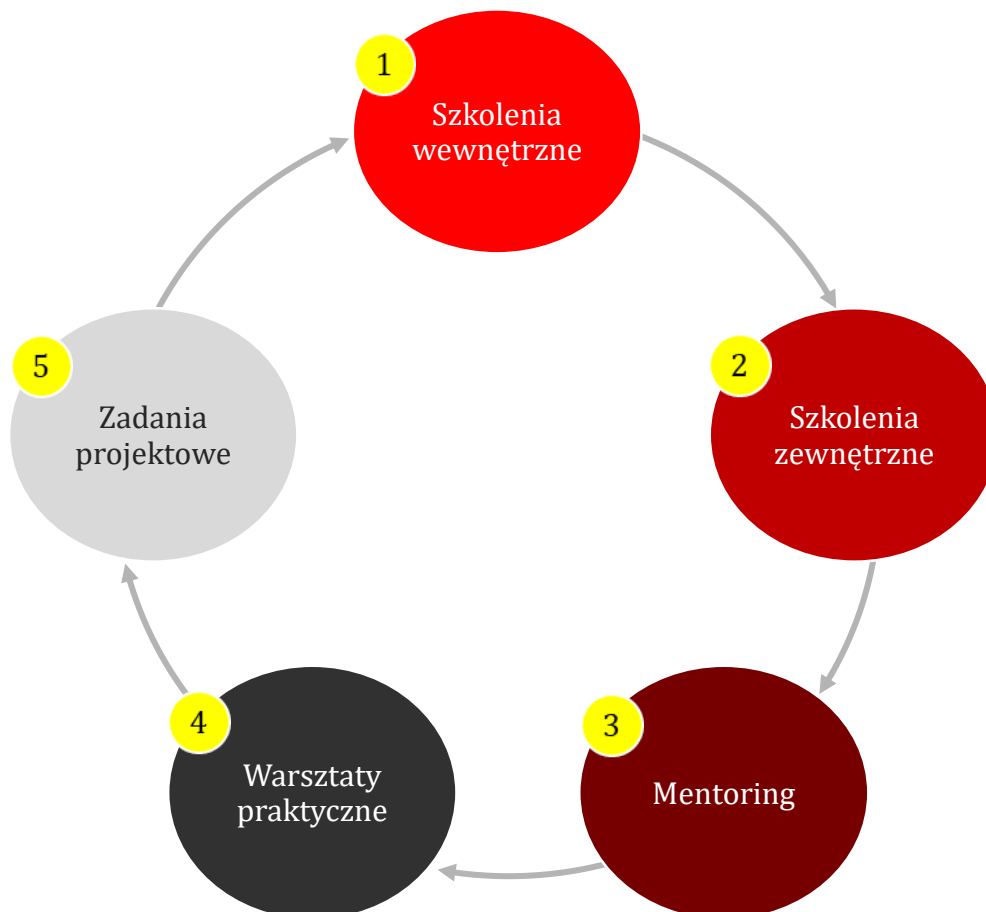 1
Szkolenia
wewnętrzne
2
Szkolenia
zewnętrzne
3
Mentoring
4
Warsztaty
praktyczne
5
Zadania
projektowe